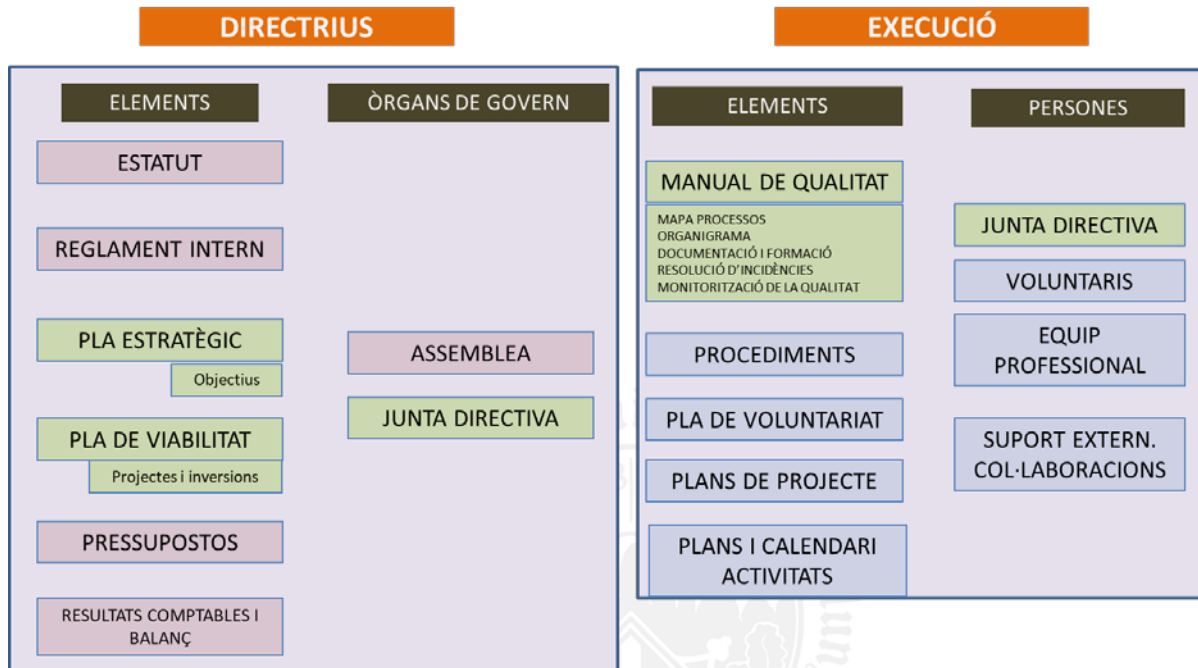 DIRECTRIUS
ELEMENTS
ÒRGANS DE GOVERN
ESTATUT
REGLAMENT INTERN
PLA ESTRATÈGIC
Objectius
PLA DE VIABILITAT
Projectes i inversions
PRESSUPOSTOS
RESULTATS COMPTABLES I
BALANÇ
ASSEMBLEA
JUNTA DIRECTIVA
EXECUCIÓ
ELEMENTS
PERSONES
MANUAL DE QUALITAT
MAPA PROCESSOS
ORGANIGRAMA
DOCUMENTACIÓ I FORMACIÓ
RESOLUCIÓ D'INCIDÈNCIES
MONITORITZACIÓ DE LA QUALITAT
PROCEDIMENTS
PLA DE VOLUNTARIAT
PLANS DE PROJECTE
PLANS I CALENDARI
ACTIVITATS
JUNTA DIRECTIVA
VOLUNTARIS
EQUIP
PROFESSIONAL
SUPORT EXTERN.
COL·LABORACIONS